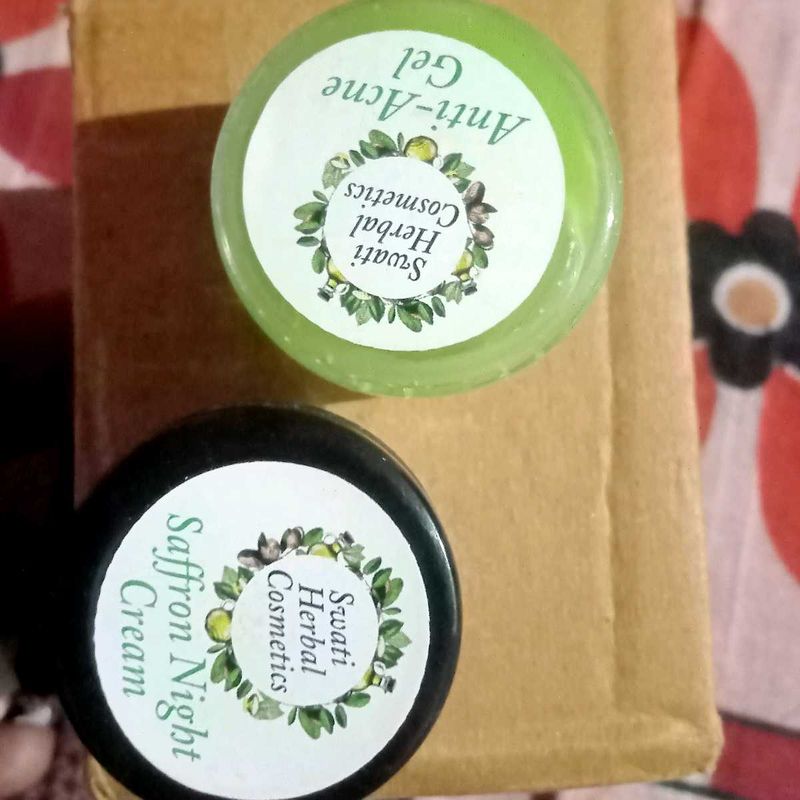 Swati
Herbal
Cosmetics
Anti-Acne
Gel
Swati
Herbal
Cosmetics
Saffron Night
Cream